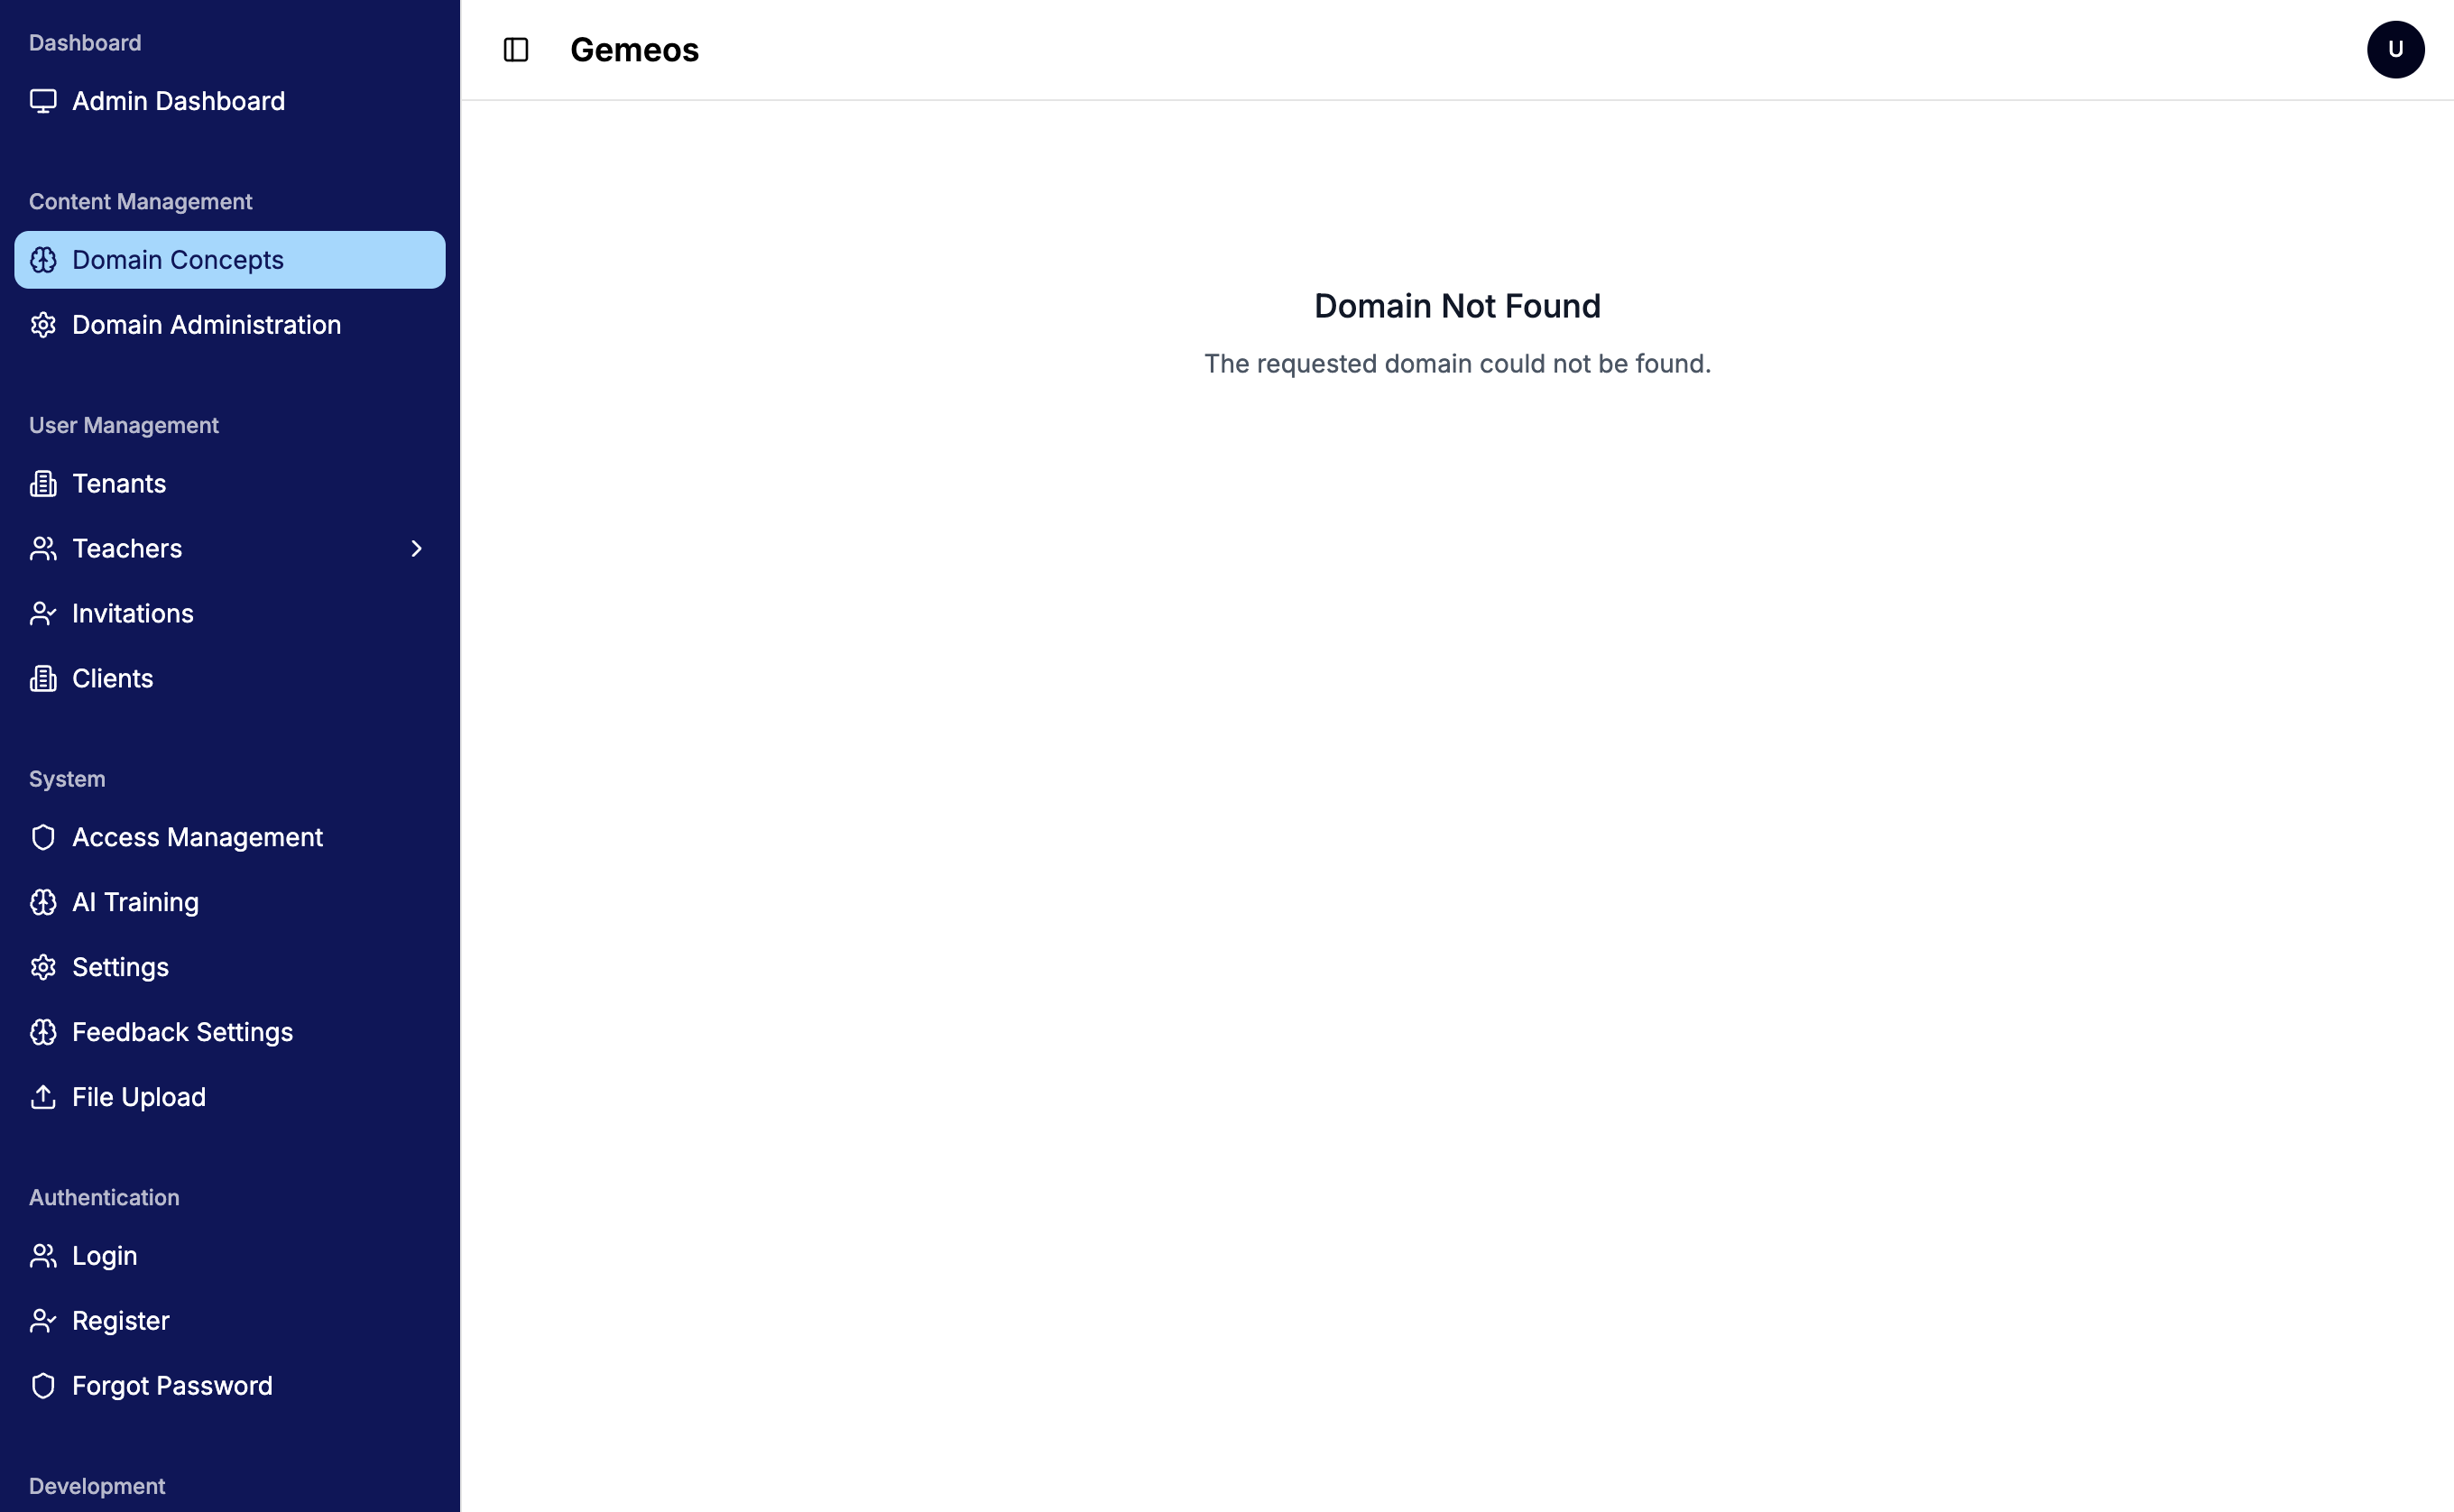 Dashboard
Admin Dashboard
Content Management
Domain Concepts
Domain Administration
User Management
Tenants
Teachers
Invitations
Clients
System
Access Management
AI Training
Settings
Feedback Settings
File Upload
Authentication
Login
Register
Forgot Password
Development
Gemeos
U
Domain Not Found
The requested domain could not be found.